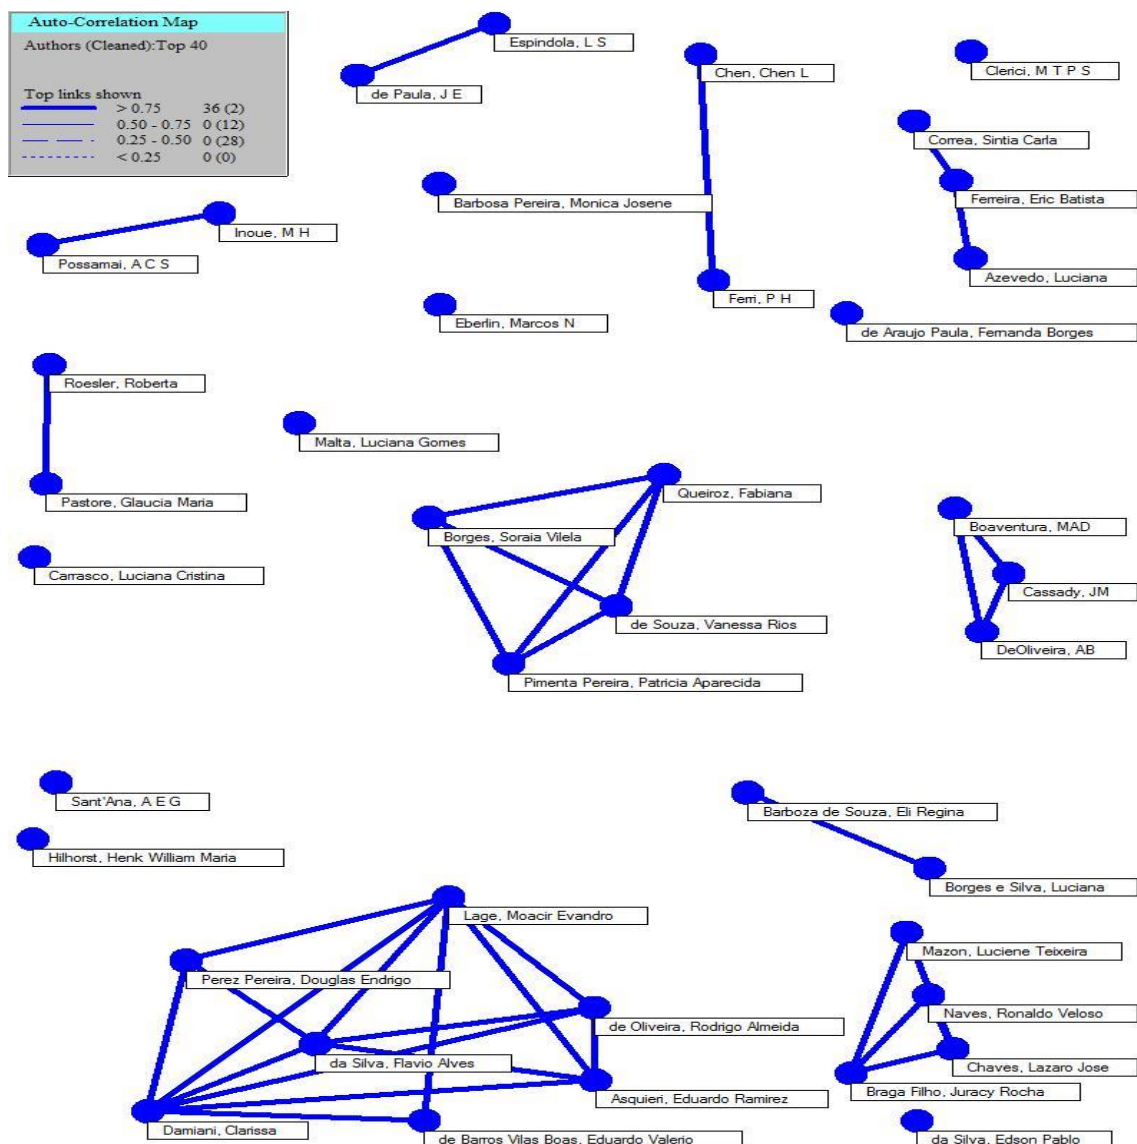 Auto-Correlation Map
Authors (Cleaned):Top 40
Top links shown
> 0.75 36 (2)
0.50 - 0.75 0 (12)
0.25 - 0.50 0 (28)
< 0.25 0 (0)
Espindola, L S
de Paula, J E
Chen, Chen L
Clerici, M T P S
Correa, Sintia Carla
Barbosa Pereira, Monica Josene
Ferreira, Eric Batista
Inoue, M H
Possamai, A C S
Azevedo, Luciana
Ferri, P H
Eberlin, Marcos N
de Araujo Paula, Fernanda Borges
Roesler, Roberta
Malta, Luciana Gomes
Pastore, Glaucia Maria
Queiroz, Fabiana
Borges, Soraia Vilela
Boaventura, MAD
Carrasco, Luciana Cristina
Cassady, JM
de Souza, Vanessa Rios
DeOliveira, AB
Pimenta Pereira, Patricia Aparecida
Sant'Ana, A E G
Barboza de Souza, Eli Regina
Hilhorst, Henk William Maria
Borges e Silva, Luciana
Lage, Moacir Evandro
Mazon, Luciene Teixeira
Perez Pereira, Douglas Endrigo
Naves, Ronaldo Veloso
de Oliveira, Rodrigo Almeida
da Silva, Flavio Alves
Chaves, Lazaro Jose
Braga Filho, Juracy Rocha
Asquieri, Eduardo Ramirez
Damiani, Clarissa
de Barros Vilas Boas, Eduardo Valerio
da Silva, Edson Pablo